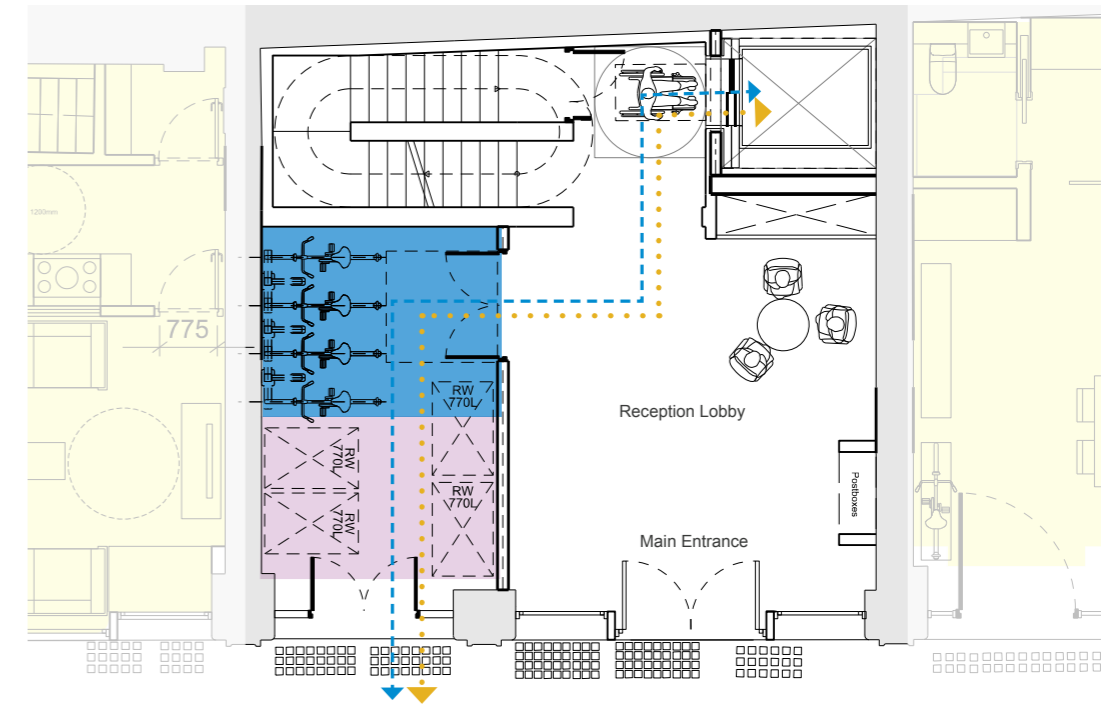 1200mm
775
RW
770L
RW
770L
RW
770L
RW
770L
Reception Lobby
Postboxes
Main Entrance